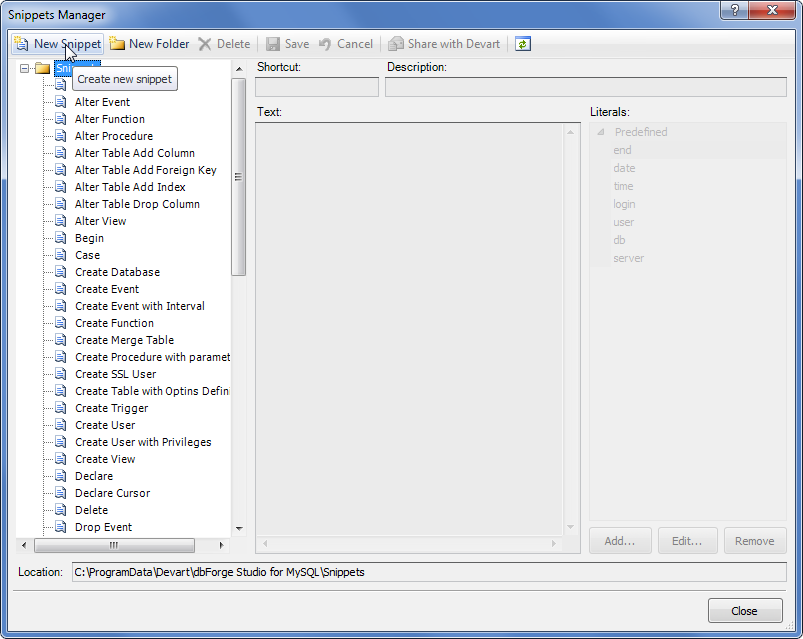 Snippets Manager
New Snippet New Folder Delete Save Cancel Share with Devart
Create new snippet
Alter Event
Alter Function
Alter Procedure
Alter Table Add Column
Alter Table Add Foreign Key
Alter Table Add Index
Alter Table Drop Column
Alter View
Begin
Case
Create Database
Create Event
Create Event with Interval
Create Function
Create Merge Table
Create Procedure with paramet
Create SSL User
Create Table with Optins Defin
Create Trigger
Create User
Create User with Privileges
Create View
Declare
Declare Cursor
Delete
Drop Event
Shortcut: Description:
Text: Literals:
Predefined
end
date
time
login
user
db
server
Add... Edit... Remove
Location: C:\ProgramData\Devart\dbForge Studio for MySQL\Snippets
Close